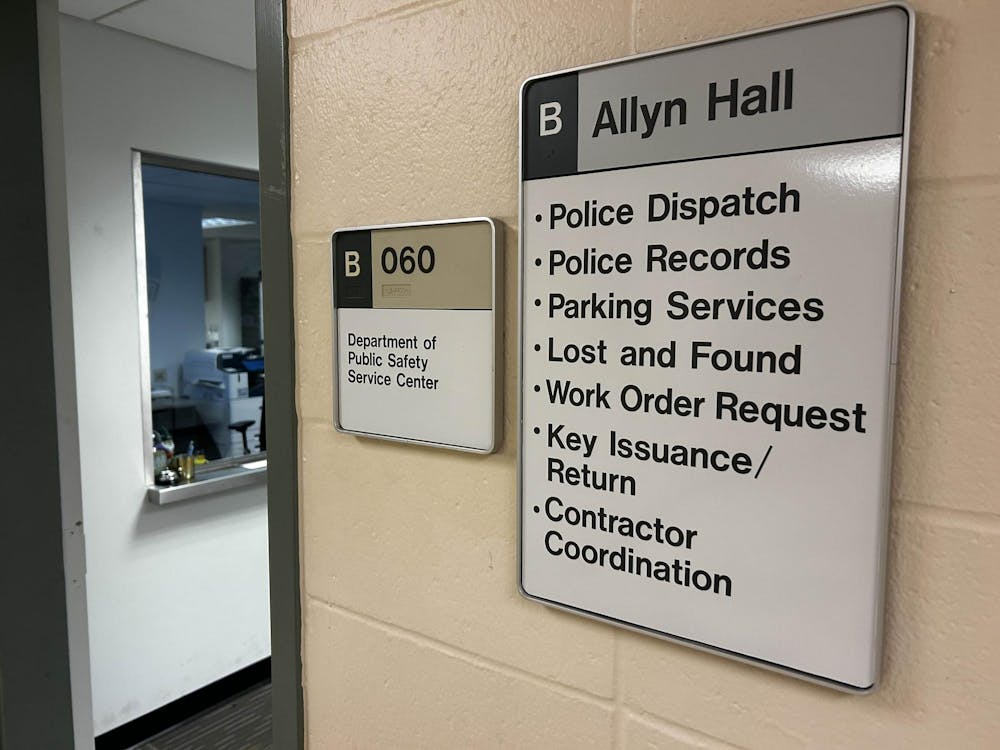 B 060
Department of
Public Safety
Service Center
B Allyn Hall
• Police Dispatch
• Police Records
• Parking Services
• Lost and Found
• Work Order Request
• Key Issuance/
Return
• Contractor
Coordination